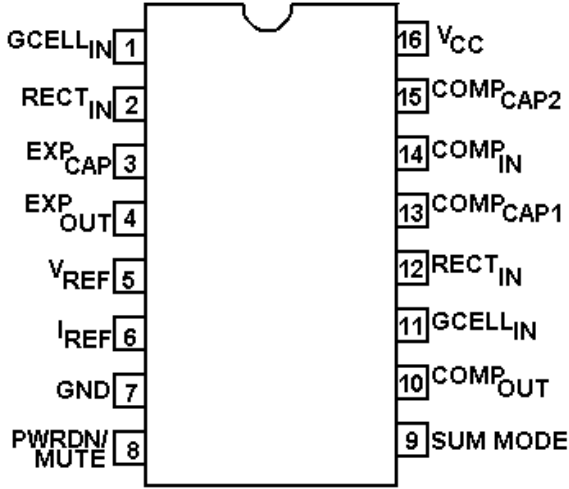 GCELLIN 1
RECTIN 2
EXPCAP 3
EXPOUT 4
VREF 5
IREF 6
GND 7
PWRDN/
MUTE 8
16 VCC
15 COMPCAP2
14 COMPIN
13 COMPCAP1
12 RECTIN
11 GCELLIN
10 COMPOUT
9 SUM MODE